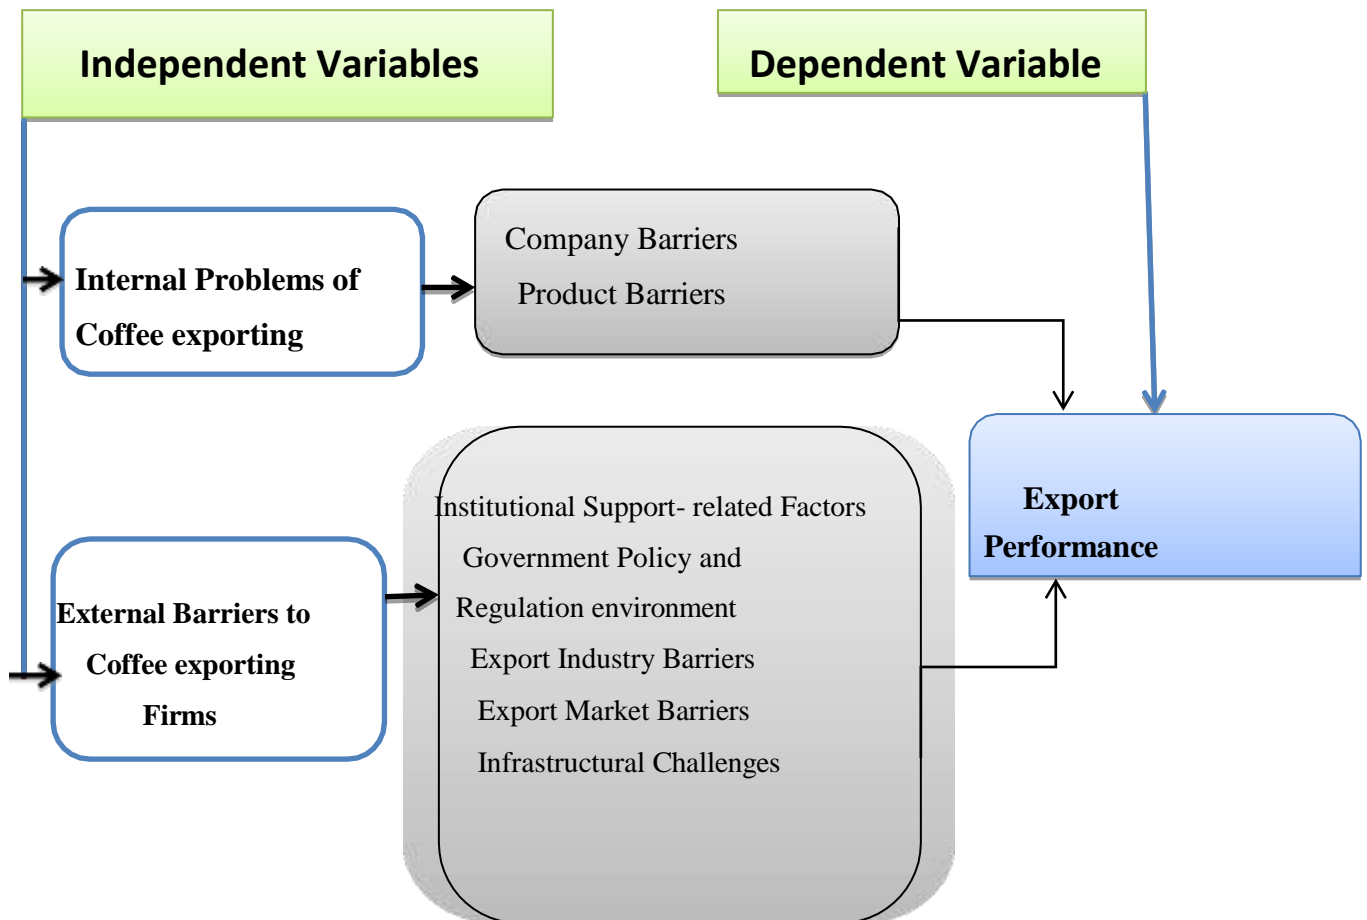 Independent Variables
Dependent Variable
Internal Problems of
Coffee exporting
Company Barriers
Product Barriers
External Barriers to
Coffee exporting
Firms
Institutional Support- related Factors
Government Policy and
Regulation environment
Export Industry Barriers
Export Market Barriers
Infrastructural Challenges
Export
Performance